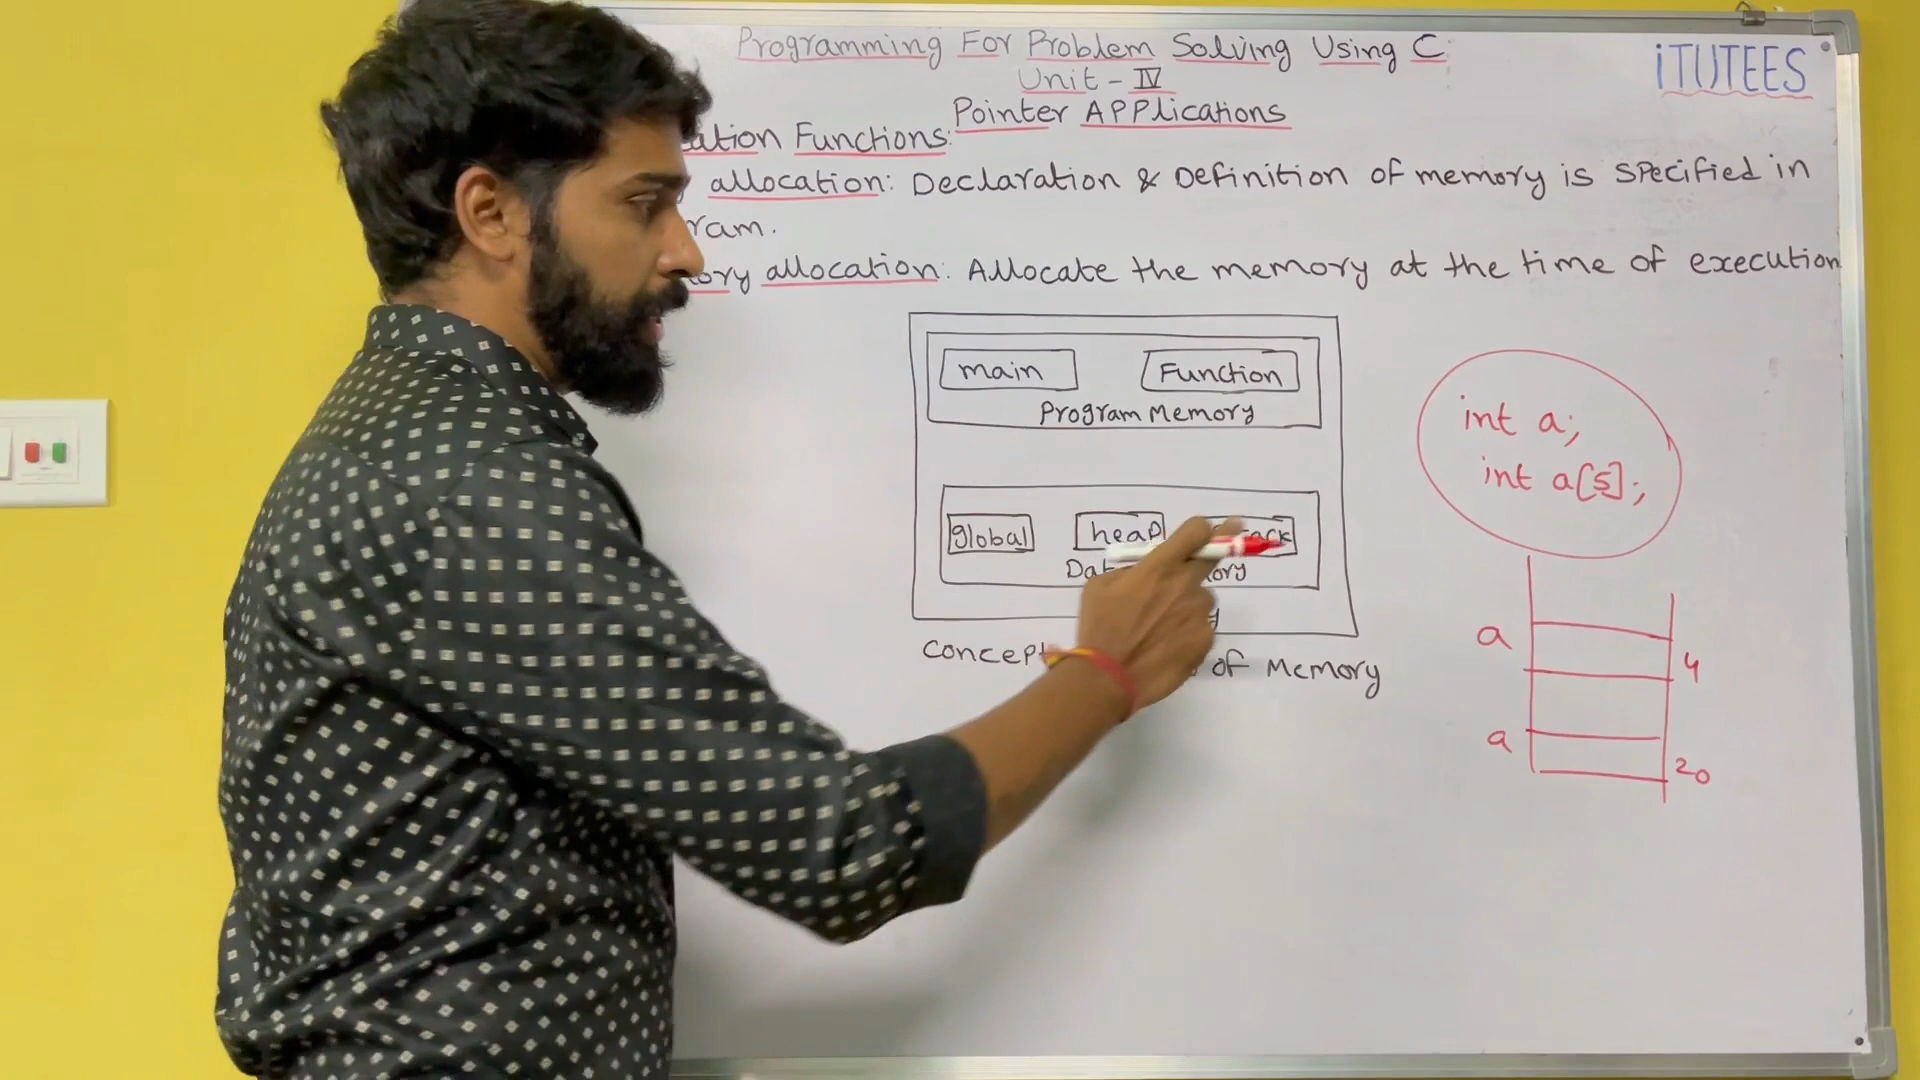 Programming For Problem Solving Using C
iTUTEES
Unit - IV
Pointer Applications
Functions:
allocation: Declaration & Definition of memory is specified in
allocation: Allocate the memory at the time of execution
main Function
Program Memory
global heap
Concept of Memory
int a;
int a[5];
a 4
a 20